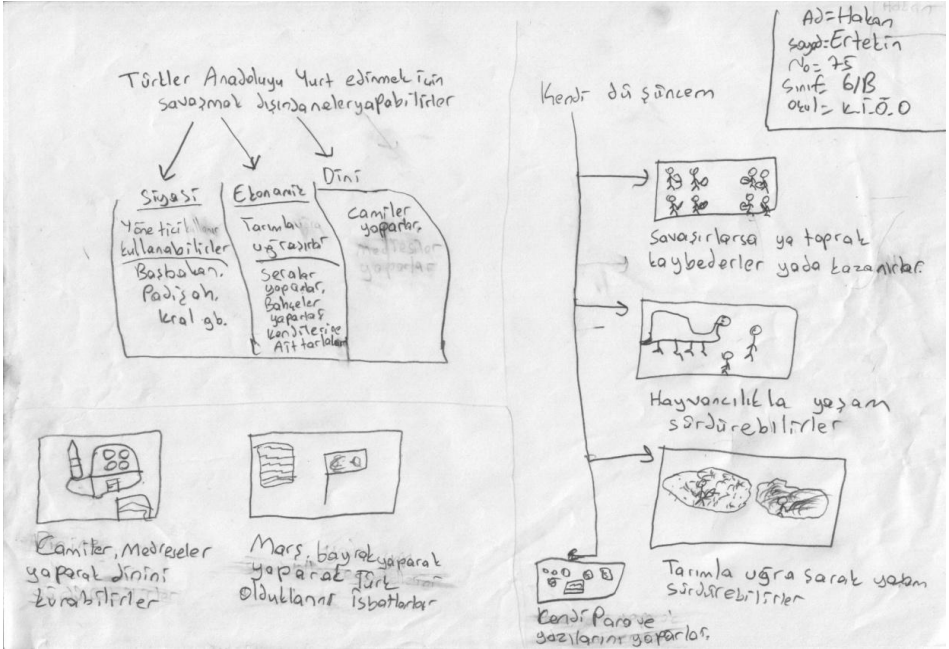 Ad=Hakan
Soyad=Ertekin
No=75
Sınıf=6/B
Okul=K.İ.Ö.O
Türkler Anadoluyu Yurt edinmek için
savaşmak dışında neler yapabilirler
Siyasi
Yönetici
kullanabilirler
Başbakan,
Padişah,
kral gb.
Ekonomik
Tarımla
uğraşır
Seralar
yaparlar,
Bahçeler
yaparlar
kendilerine
Ait tarlaları
Dini
Camiler
yaparlar.
Camiler, Medreseler
yaparak dinini
kurabilirler
Marş, bayrak yaparak
yaparak Türk
olduklarını isbatlarlar
Kendi düşüncem
Savaşırlarsa ya toprak
kaybederler yada kazanırlar.
Hayvancılıkla yaşam
sürdürebilirler
Tarımla uğraşarak yaşam
sürdürebilirler
Kendi Para ve
yazılarını yaparlar.